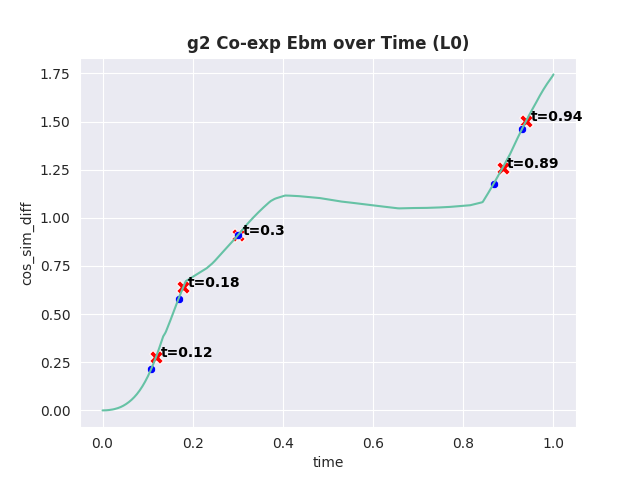 g2 Co-exp Ebm over Time (L0)
1.75
1.50
1.25
1.00
0.75
0.50
0.25
0.00
cos_sim_diff
t=0.94
t=0.89
t=0.3
t=0.18
t=0.12
0.0 0.2 0.4 0.6 0.8 1.0
time